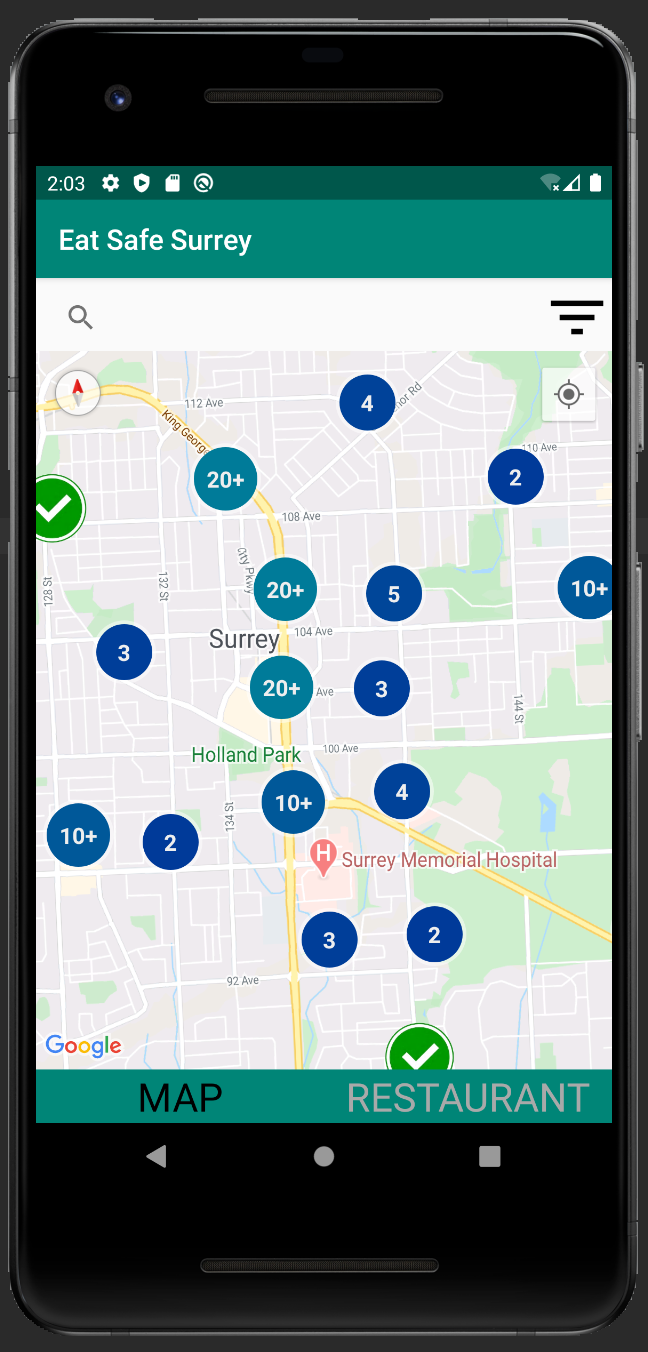 2:03
Eat Safe Surrey
112 Ave
4
nor Rd
King Georg
20+
110 Ave
2
108 Ave
City Pkwy
128 St
132 St
20+
5
10+
3
Surrey
104 Ave
20+
Ave
3
144 St
Holland Park
100 Ave
10+
4
134 St
10+
2
H
Surrey Memorial Hospital
3
2
92 Ave
Google
MAP
RESTAURANT